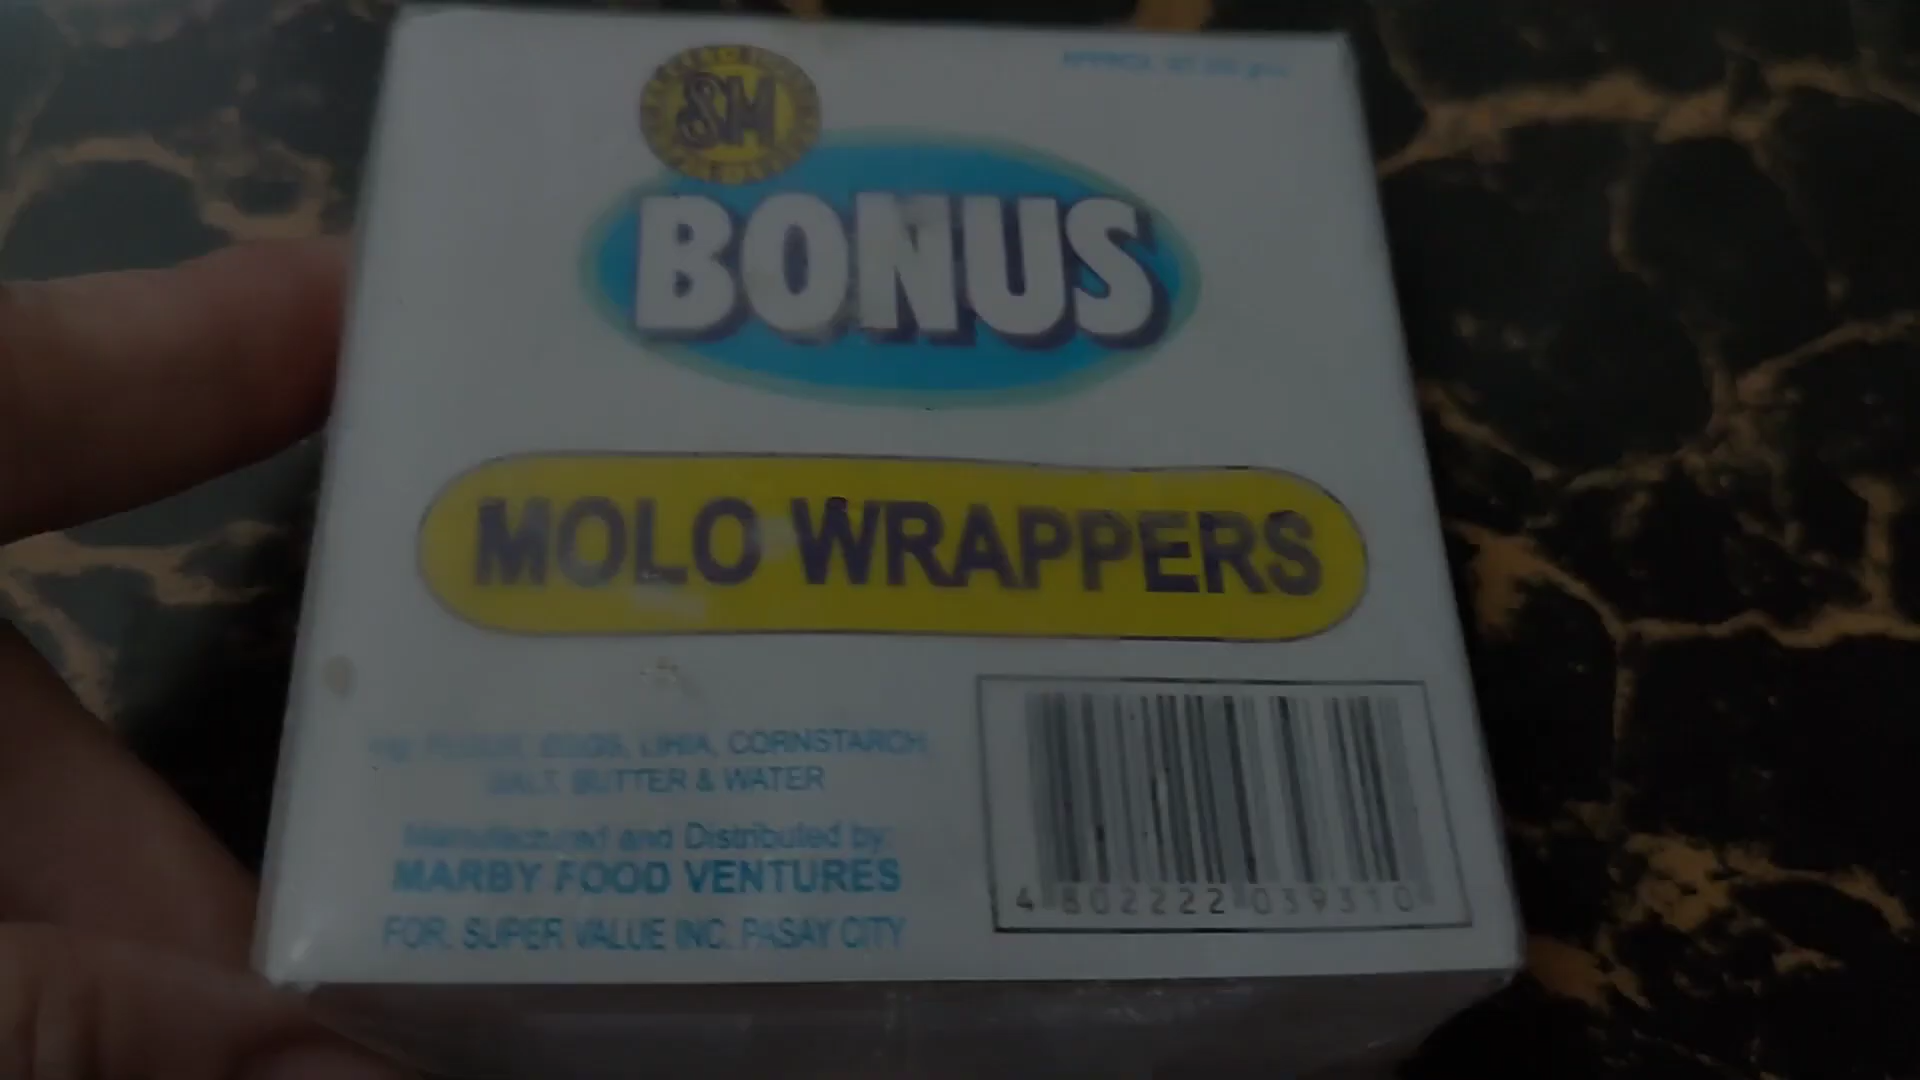 SM
BONUS
MOLO WRAPPERS
FLOUR, EGGS, LIHIA, CORNSTARCH,
SALT, BUTTER & WATER
Manufactured and Distributed by:
MARBY FOOD VENTURES
FOR: SUPER VALUE INC. PASAY CITY
4 802222 039310